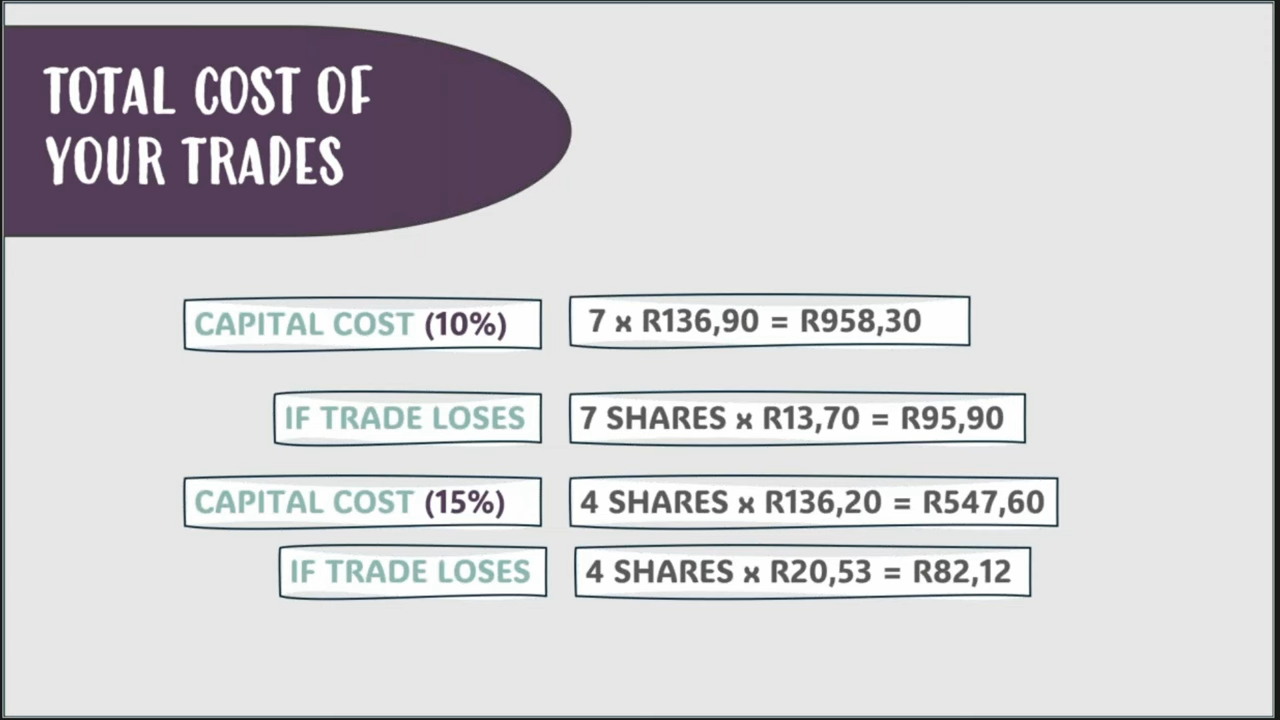 TOTAL COST OF
YOUR TRADES
CAPITAL COST (10%) 7 x R136,90 = R958,30
IF TRADE LOSES 7 SHARES x R13,70 = R95,90
CAPITAL COST (15%) 4 SHARES x R136,20 = R547,60
IF TRADE LOSES 4 SHARES x R20,53 = R82,12